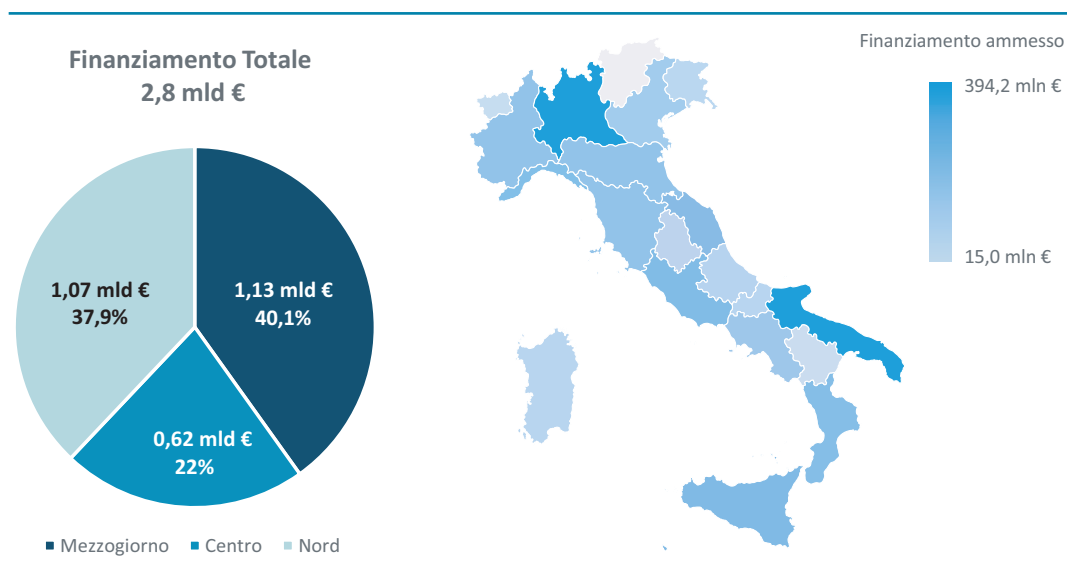 Finanziamento Totale
2,8 mld €
1,07 mld €
37,9%
1,13 mld €
40,1%
0,62 mld €
22%
Mezzogiorno
Centro
Nord
Finanziamento ammesso
394,2 mln €
15,0 mln €